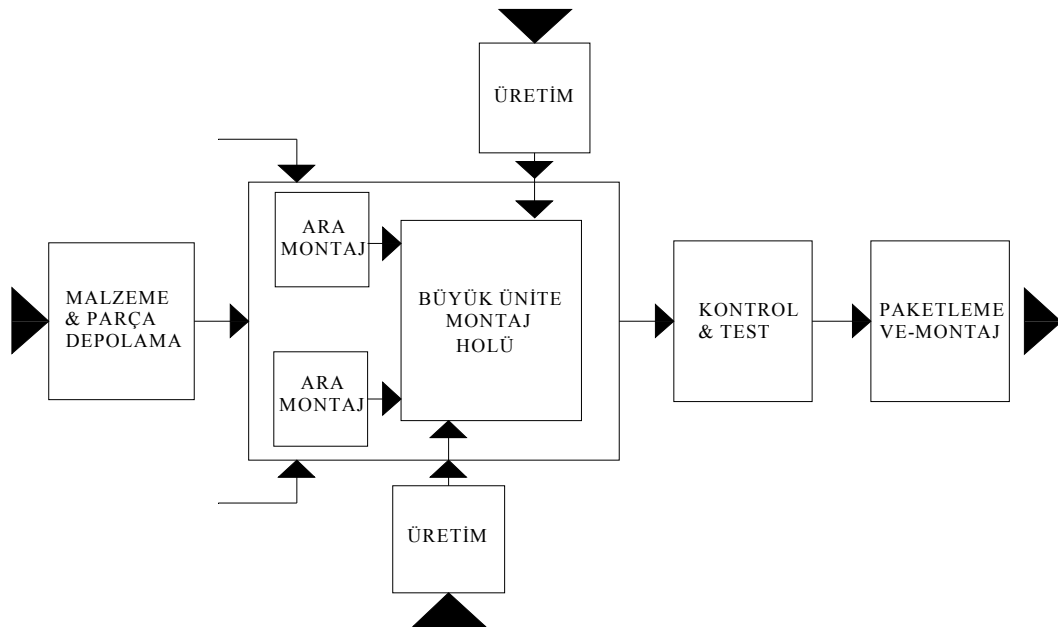 ÜRETİM
ARA
MONTAJ
MALZEME
& PARÇA
DEPOLAMA
BÜYÜK ÜNİTE
MONTAJ
HOLÜ
KONTROL
& TEST
PAKETLEME
VE-MONTAJ
ARA
MONTAJ
ÜRETİM